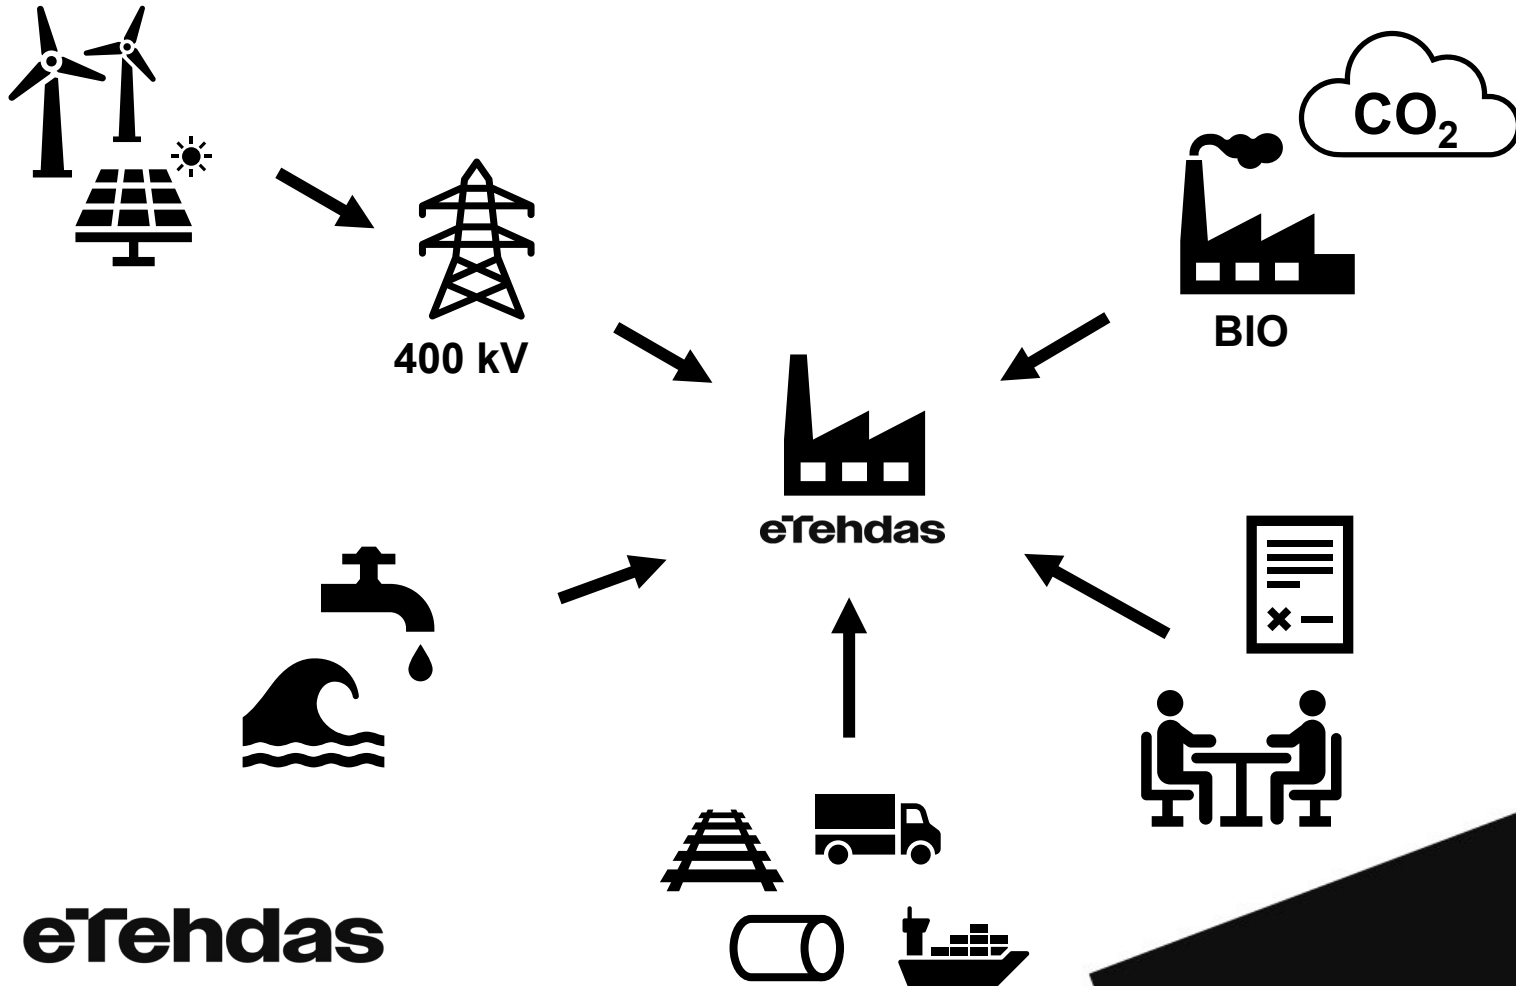 CO₂
400 kV
BIO
eTehdas
eTehdas